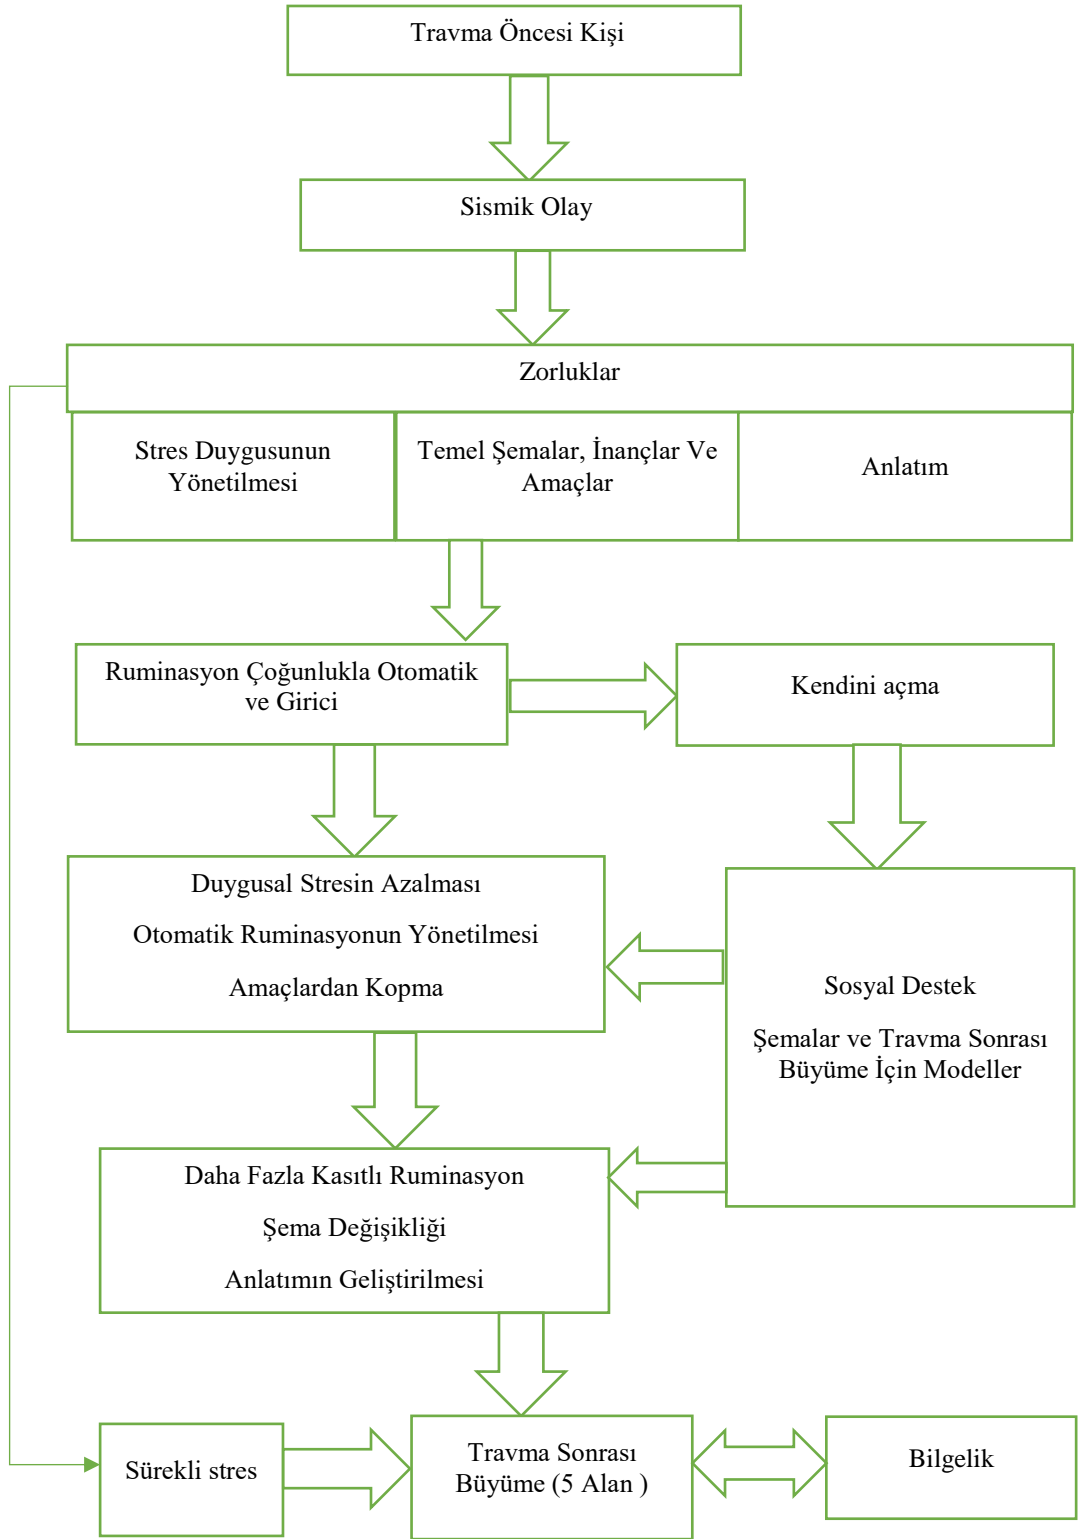 Travma Öncesi Kişi
Sismik Olay
Zorluklar
Stres Duygusunun
Yönetilmesi
Temel Şemalar, İnançlar Ve
Amaçlar
Anlatım
Ruminasyon Çoğunlukla Otomatik
ve Girici
Kendini açma
Duygusal Stresin Azalması
Otomatik Ruminasyonun Yönetilmesi
Amaçlardan Kopma
Sosyal Destek
Şemalar ve Travma Sonrası
Büyüme İçin Modeller
Daha Fazla Kasıtlı Ruminasyon
Şema Değişikliği
Anlatımın Geliştirilmesi
Sürekli stres
Travma Sonrası
Büyüme (5 Alan )
Bilgelik